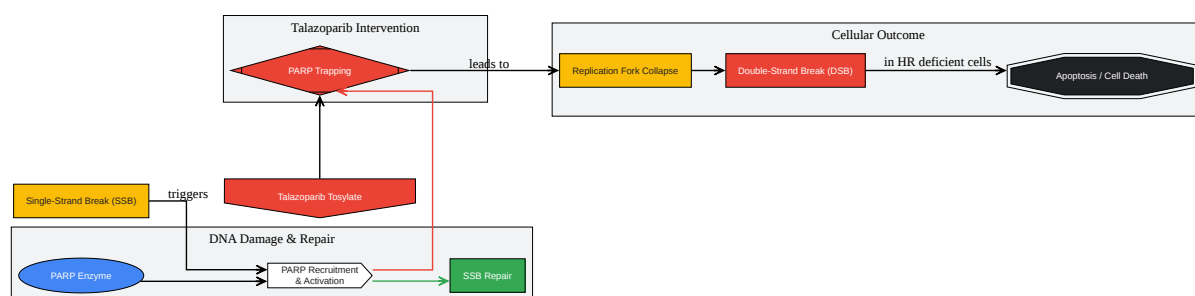 Talazoparib Intervention
PARP Trapping
leads to
Cellular Outcome
Replication Fork Collapse
Double-Strand Break (DSB)
in HR deficient cells
Apoptosis / Cell Death
Single-Strand Break (SSB)
triggers
Talazoparib Tosylate
DNA Damage & Repair
PARP Enzyme
PARP Recruitment
& Activation
SSB Repair